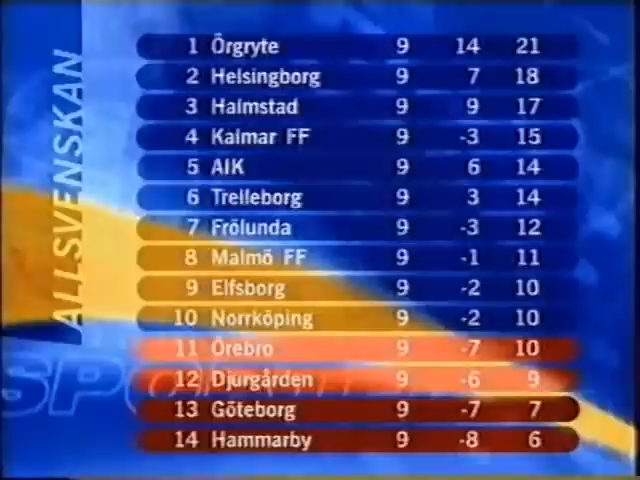 ALLSVENSKAN
1 Örgryte 9 14 21
2 Helsingborg 9 7 18
3 Halmstad 9 9 17
4 Kalmar FF 9 -3 15
5 AIK 9 6 14
6 Trelleborg 9 3 14
7 Frölunda 9 -3 12
8 Malmö FF 9 -1 11
9 Elfsborg 9 -2 10
10 Norrköping 9 -2 10
11 Örebro 9 -7 10
12 Djurgården 9 -6 9
13 Göteborg 9 -7 7
14 Hammarby 9 -8 6